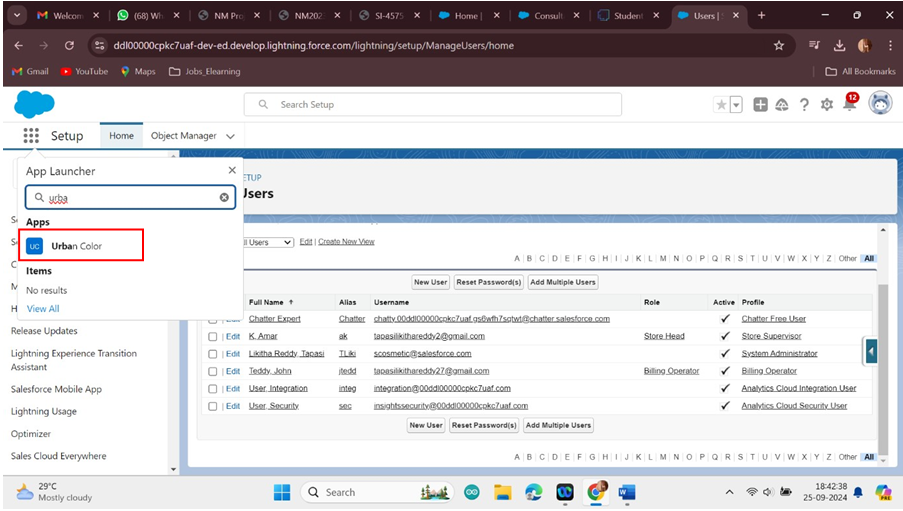 Welcom
(68) Wh
NM Pro
NM202
SI-4575
Home |
Consult
Student
Users | S
ddl00000cpkc7uaf-dev-ed.develop.lightning.force.com/lightning/setup/ManageUsers/home
Gmail YouTube Maps Jobs_Elearning All Bookmarks
Search Setup
12
Setup Home Object Manager
App Launcher
urba
Apps
UC Urban Color
Items
No results
View All
Release Updates
Lightning Experience Transition
Assistant
Salesforce Mobile App
Lightning Usage
Optimizer
Sales Cloud Everywhere
ETUP
Users
ll Users Edit | Create New View
A B C D E F G H I J K L M N O P Q R S T U V W X Y Z Other All
New User Reset Password(s) Add Multiple Users
Full Name ↑ Alias Username Role Active Profile
Edit Chatter Expert Chatter chatty.00ddl00000cpkc7uaf.gs6wfh7sgtwt@chatter.salesforce.com Chatter Free User
Edit K, Amar ak tapasilikithareddy2@gmail.com Store Head Store Supervisor
Edit Likitha Reddy, Tapasi TLiki scosmetic@salesforce.com System Administrator
Edit Teddy, John jtedd tapasilikithareddy27@gmail.com Billing Operator Billing Operator
Edit User, Integration integ integration@00ddl00000cpkc7uaf.com Analytics Cloud Integration User
Edit User, Security sec insightssecurity@00ddl00000cpkc7uaf.com Analytics Cloud Security User
New User Reset Password(s) Add Multiple Users
A B C D E F G H I J K L M N O P Q R S T U V W X Y Z Other All
29°C
Mostly cloudy
Search
18:42:38
25-09-2024
PRE